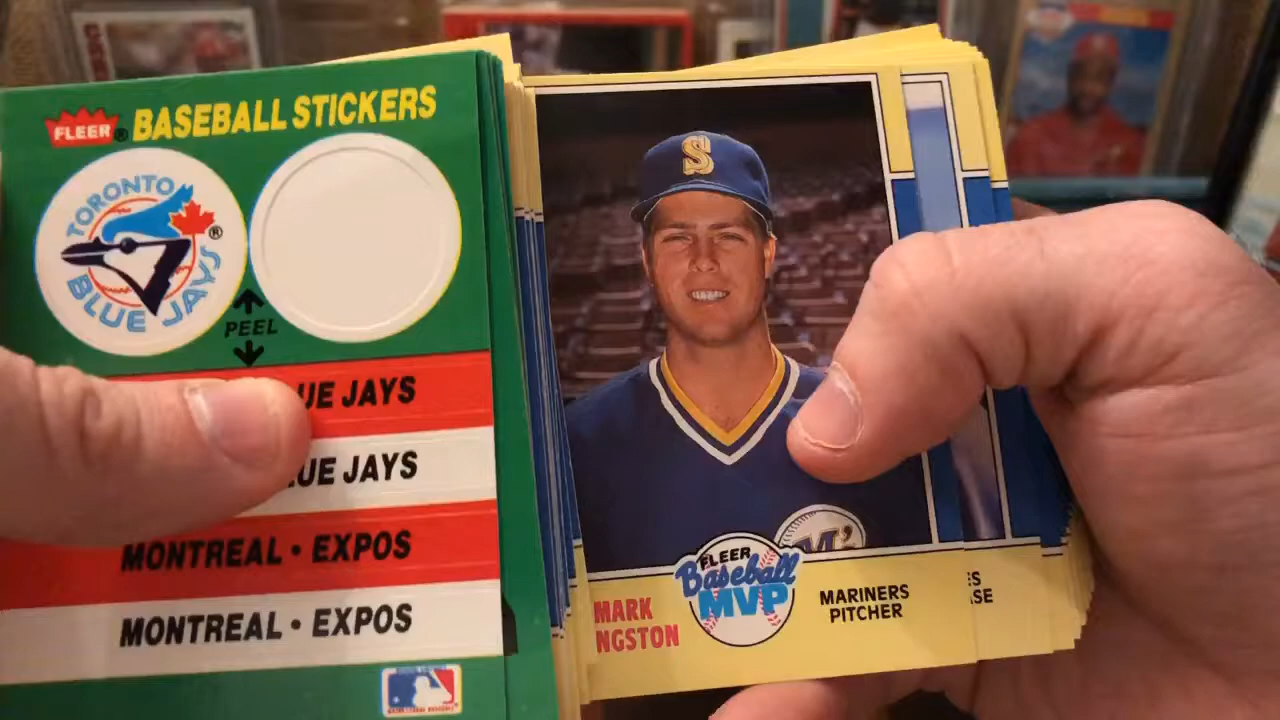 FLEER® BASEBALL STICKERS
TORONTO
BLUE JAYS ®
PEEL
UE JAYS
UE JAYS
MONTREAL • EXPOS
MONTREAL • EXPOS
S
M's
FLEER
Baseball
MVP
MARK
NGSTON
MARINERS
PITCHER
ES
SE